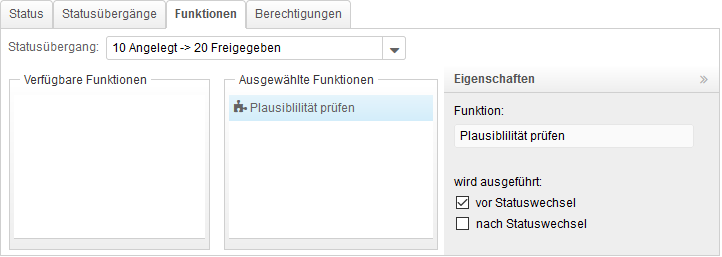 Status Statusübergänge Funktionen Berechtigungen
Statusübergang: 10 Angelegt -> 20 Freigegeben
Verfügbare Funktionen Ausgewählte Funktionen Eigenschaften »
Plausiblilität prüfen
Funktion:
Plausiblilität prüfen
wird ausgeführt:
vor Statuswechsel
nach Statuswechsel